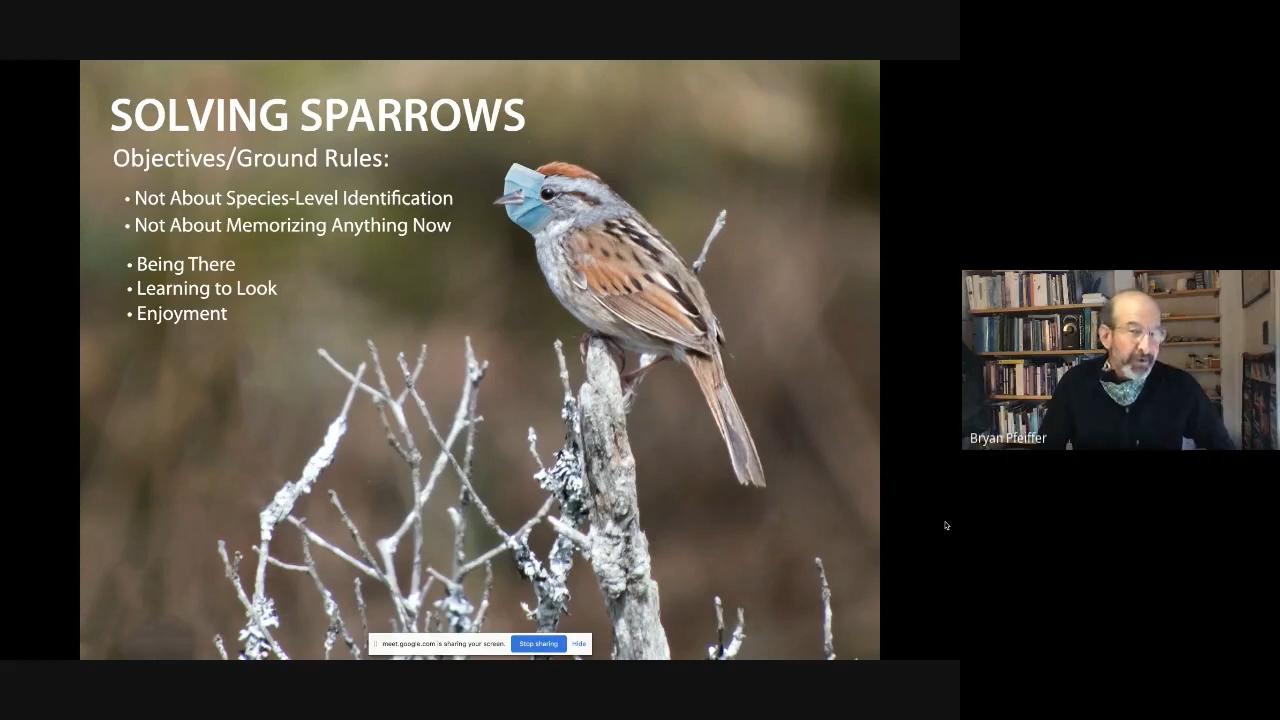 SOLVING SPARROWS
Objectives/Ground Rules:
• Not About Species-Level Identification
• Not About Memorizing Anything Now
• Being There
• Learning to Look
• Enjoyment
Bryan Pfeiffer
meet.google.com is sharing your screen. Stop sharing Hide